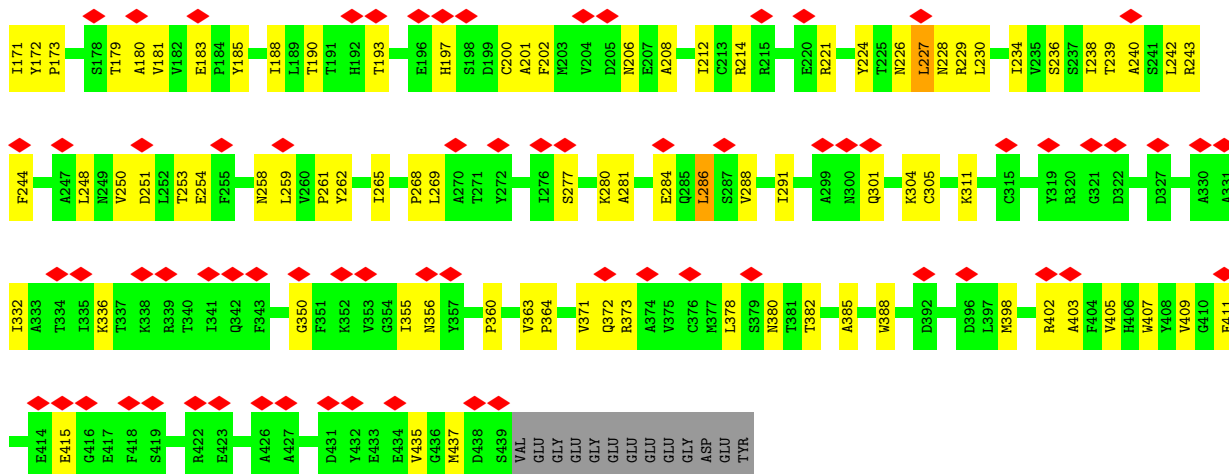 I171 Y172 P173 S178 T179 A180 V181 V182 E183 P184 Y185 I188 L189 T190 T191 H192 T193 E196 H197 S198 D199 C200 A201 F202 M203 V204 D205 N206 E207 A208 I212 C213 R214 R215 E220 R221 Y224 T225 N226 L227 N228 R229 L230 I234 V235 S236 S237 I238 T239 A240 S241 L242 R243
F244 A247 L248 N249 V250 D251 L252 T253 E254 F255 N258 L259 V260 P261 Y262 I265 P268 L269 A270 T271 Y272 I276 S277 K280 A281 E284 Q285 L286 S287 V288 I291 A299 N300 Q301 K304 C305 K311 C315 Y319 R320 G321 D322 D327 A330 A331
I332 A333 T334 I335 K336 T337 K338 R339 T340 I341 Q342 F343 G350 F351 K352 V353 G354 I355 N356 Y357 P360 V363 P364 V371 Q372 R373 A374 V375 C376 M377 L378 S379 N380 T381 T382 A385 W388 D392 D396 L397 M398 R402 A403 F404 V405 H406 W407 Y408 V409 G410 E411
E414 E415 G416 E417 F418 S419 R422 E423 A426 A427 D431 Y432 E433 E434 V435 G436 M437 D438 S439 VAL GLU GLY GLU GLY GLU GLU GLU GLU GLY ASP GLU TYR